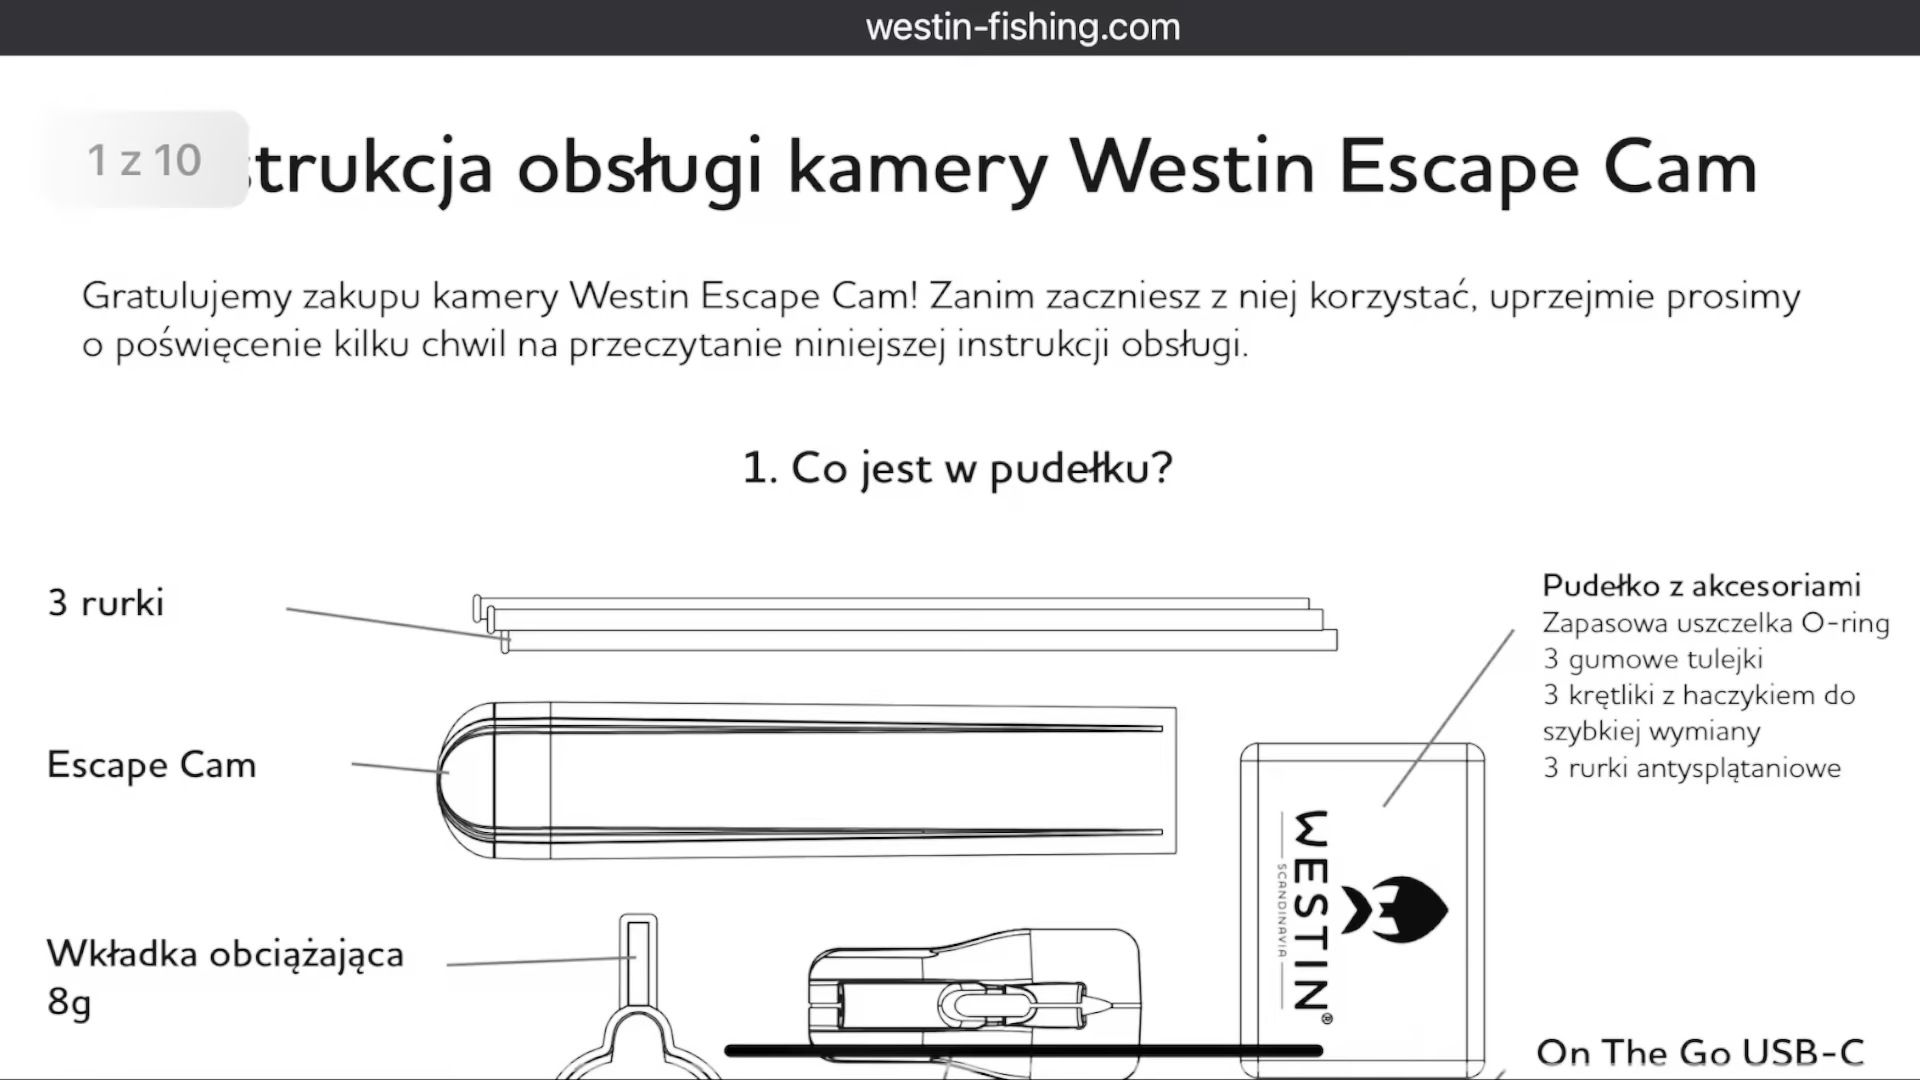 westin-fishing.com
1 z 10
strukcja obsługi kamery Westin Escape Cam
Gratulujemy zakupu kamery Westin Escape Cam! Zanim zaczniesz z niej korzystać, uprzejmie prosimy
o poświęcenie kilku chwil na przeczytanie niniejszej instrukcji obsługi.
1. Co jest w pudełku?
3 rurki
Pudełko z akcesoriami
Zapasowa uszczelka O-ring
3 gumowe tulejki
3 krętliki z haczykiem do
szybkiej wymiany
3 rurki antysplątaniowe
Escape Cam
WESTIN®
SCANDINAVIA
Wkładka obciążająca
8g
On The Go USB-C